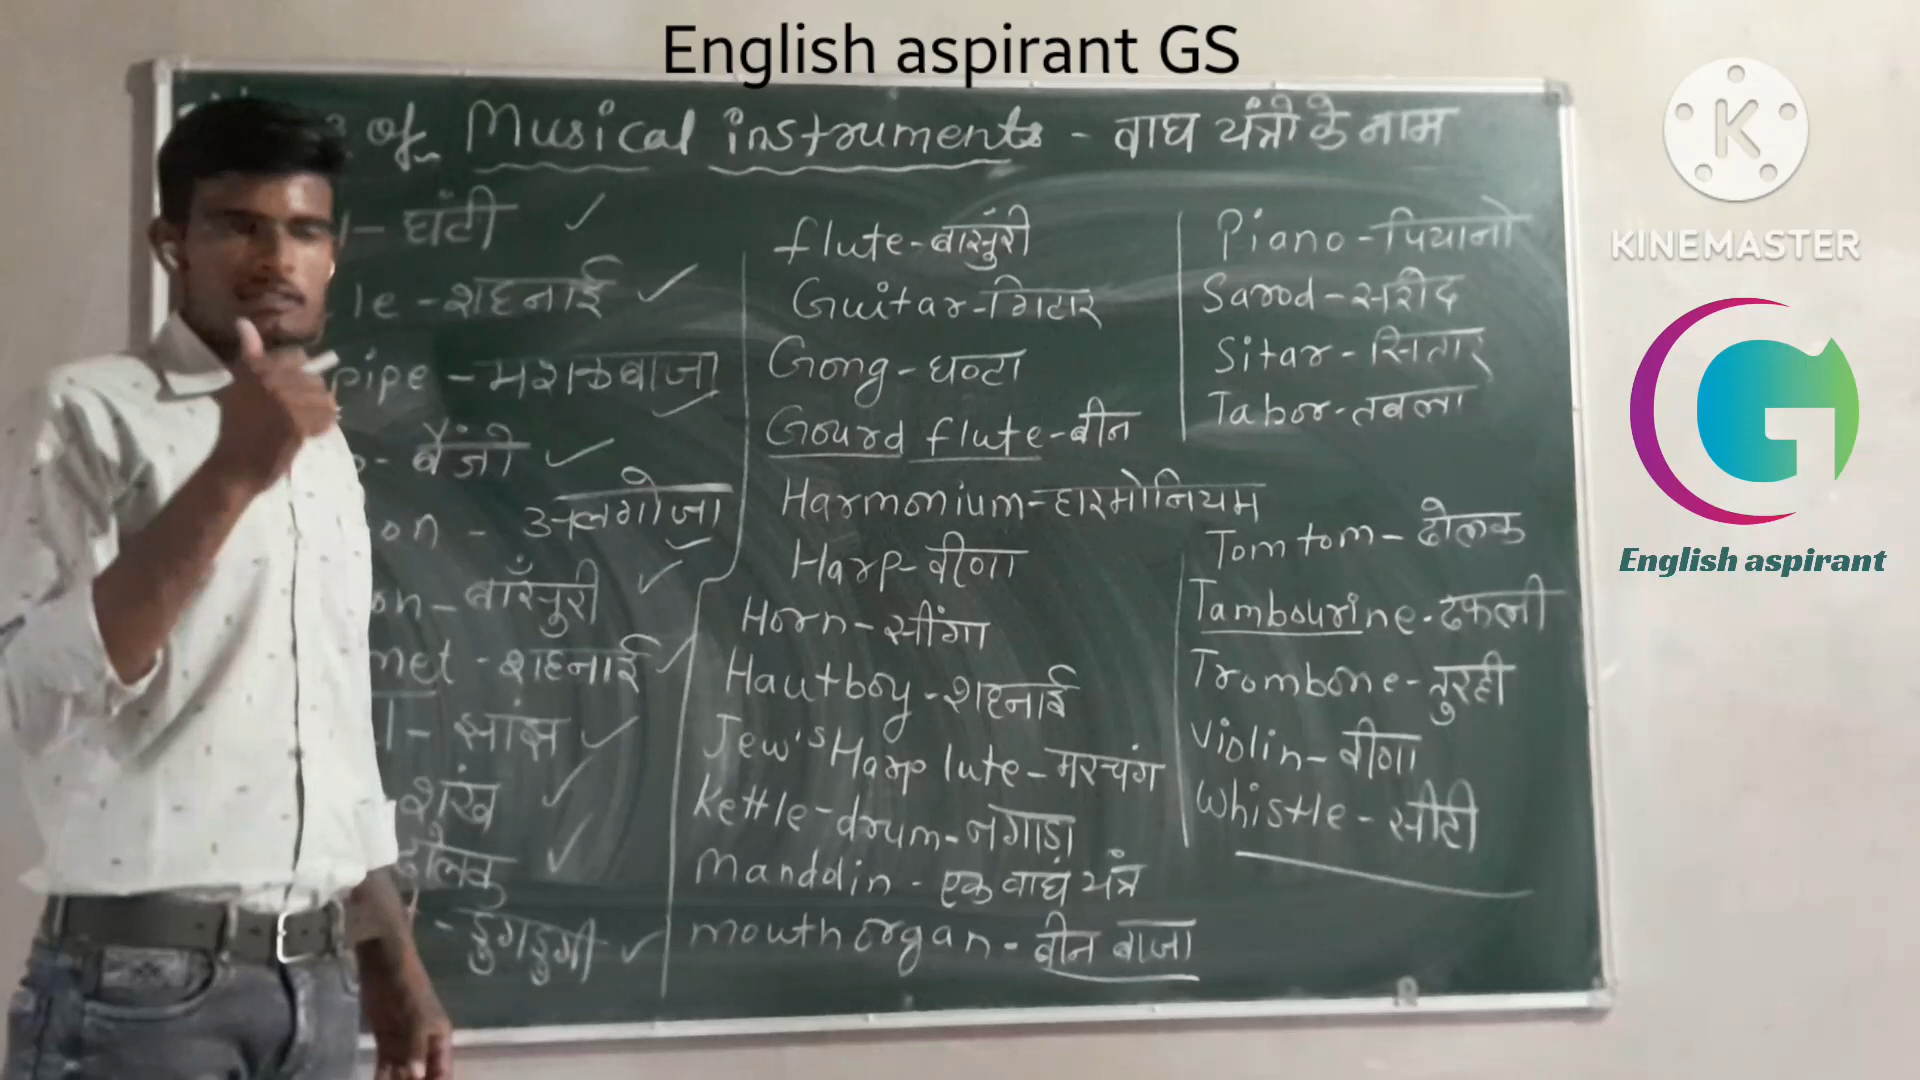 English aspirant GS
of Musical instruments - वाघ यंत्रो के नाम
- घंटी
le - शहनाई
pipe - मशकबाजा
- बैंजो
on - अलगोजा
on - बाँसुरी
net - शहनाई
- झांझ
- शंख
ढोलक
- डुगडुगी
flute - बासुंरी
Guitar - गिटार
Gong - घण्टा
Gourd flute - बीन
Harmonium - हारमोनियम
Harp - वीणा
Horn - सींगा
Hautboy - शहनाई
Jew's Harp lute - मरचंग
Kettle-drum - नगाड़ा
Mandolin - एक वाघं यंत्र
mouth organ - बीन बाजा
Piano - पियानो
Sarod - सरोद
Sitar - सितार
Tabor - तबला
Tom tom - ढोलक
Tambourine - ढफली
Trombone - तुरही
Violin - वीणा
Whistle - सीटी
K
KINEMASTER
G
English aspirant